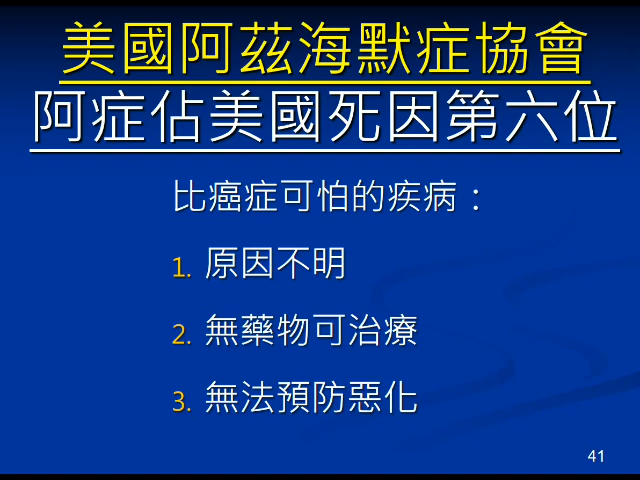 美國阿茲海默症協會
阿症佔美國死因第六位
比癌症可怕的疾病：
1. 原因不明
2. 無藥物可治療
3. 無法預防惡化
41